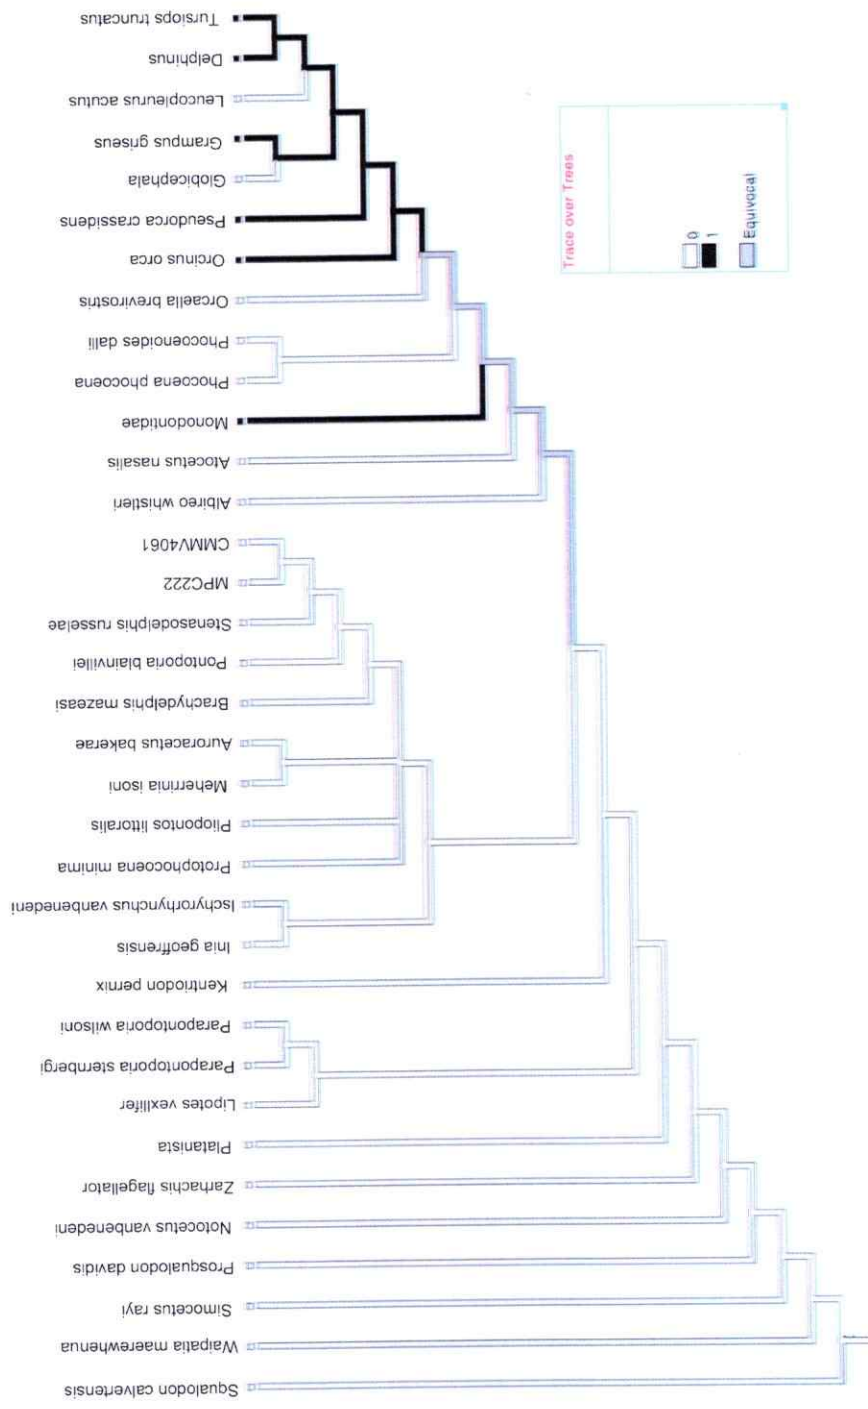 Squalodon calvertensis
Waipatia maerewhenua
Simocetus rayi
Prosqualodon davidis
Notocetus vanbenedeni
Zarhachis flagellator
Platanista
Lipotes vexillifer
Parapontoporia sternbergi
Parapontoporia wilsoni
Kentriodon pernix
Inia geoffrensis
Ischyrorhynchus vanbenedeni
Protophocoena minima
Pliopontos littoralis
Meherrinia isoni
Auroracetus bakerae
Brachydelphis mazeasi
Pontoporia blainvillei
Stenasodelphis russelae
MPC222
CMMV4061
Albireo whistleri
Atocetus nasalis
Monodontidae
Phocoena phocoena
Phocoenoides dalli
Orcaella brevirostris
Orcinus orca
Pseudorca crassidens
Globicephala
Grampus griseus
Leucopleurus acutus
Delphinus
Tursiops truncatus
Trace over Trees
0
1
Equivocal